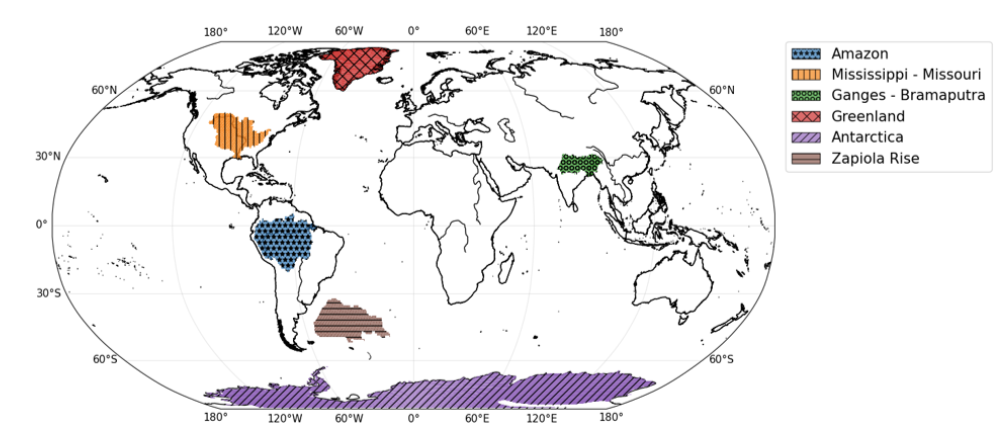 180° 120°W 60°W 0° 60°E 120°E 180°
Amazon
Mississippi - Missouri
Ganges - Bramaputra
Greenland
Antarctica
Zapiola Rise
60°N 60°N
30°N 30°N
0° 0°
30°S 30°S
60°S 60°S
180° 120°W 60°W 0° 60°E 120°E 180°